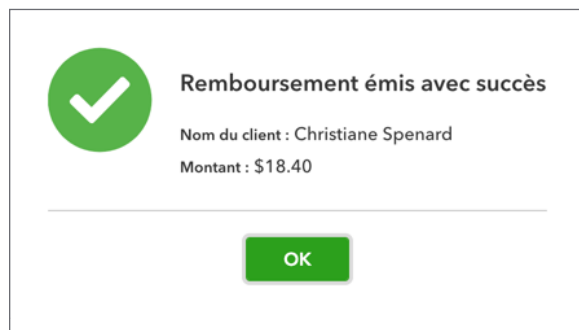 Remboursement émis avec succès
Nom du client : Christiane Spenard
Montant : $18.40
OK